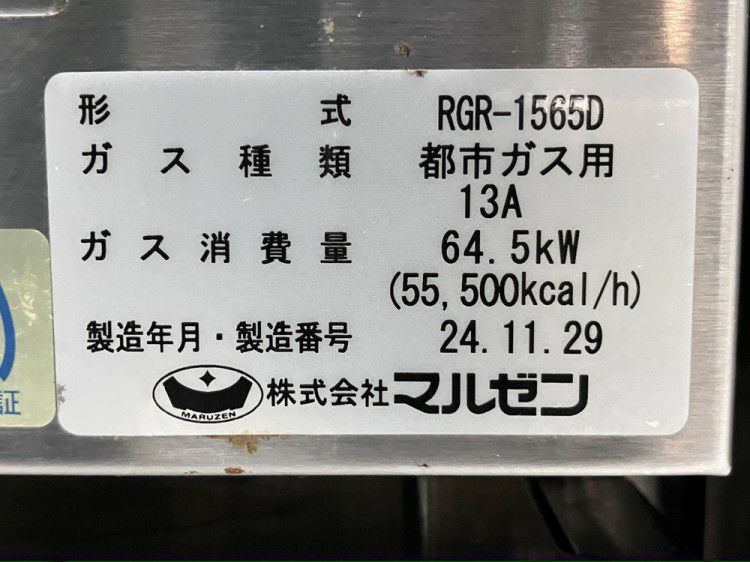 形式 RGR-1565D
ガス種類 都市ガス用
13A
ガス消費量 64.5kW
(55,500kcal/h)
製造年月・製造番号 24.11.29
MARUZEN 株式会社マルゼン
証